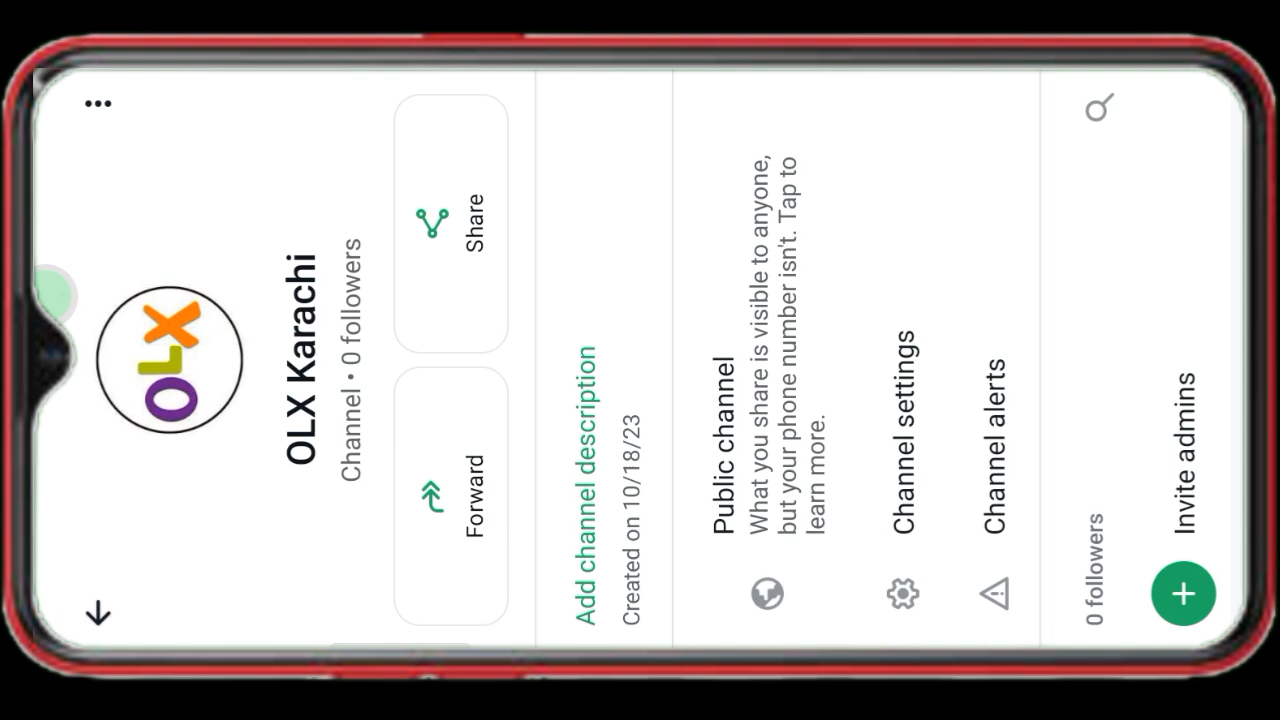 OLX
OLX Karachi
Channel • 0 followers
Forward
Share
Add channel description
Created on 10/18/23
Public channel
What you share is visible to anyone,
but your phone number isn't. Tap to
learn more.
Channel settings
Channel alerts
0 followers
Invite admins